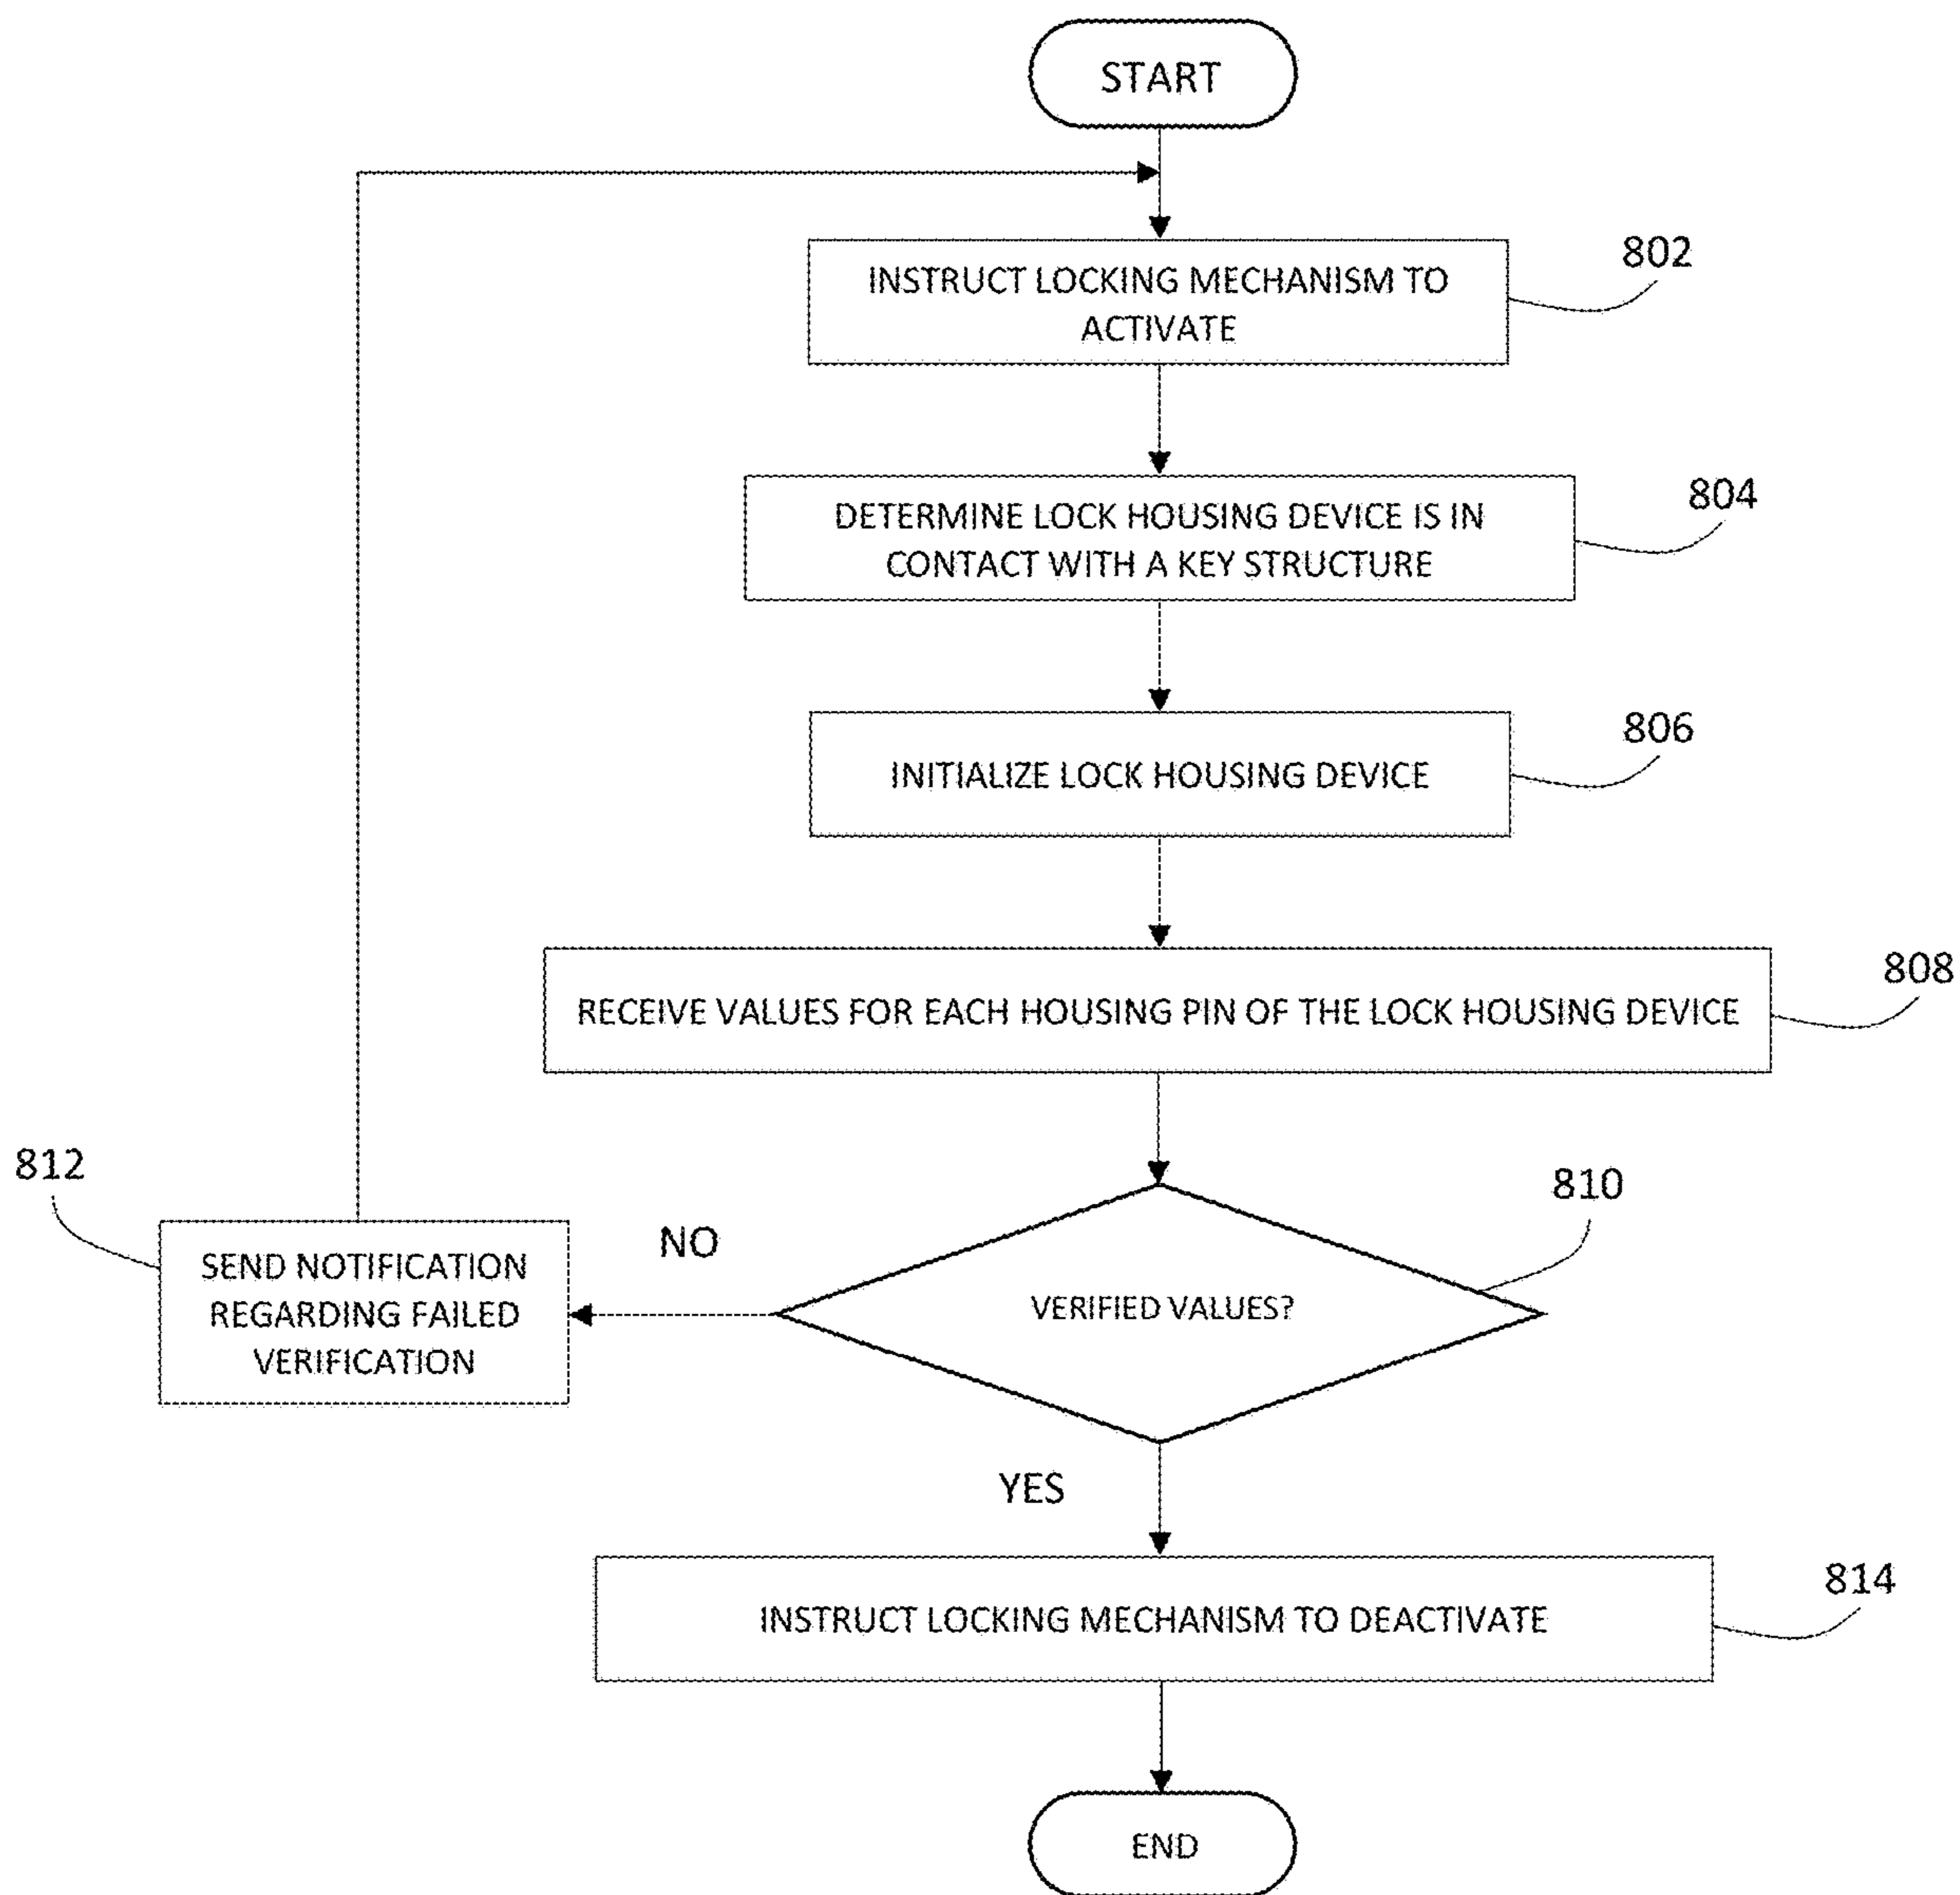 START
INSTRUCT LOCKING MECHANISM TO
ACTIVATE
802
DETERMINE LOCK HOUSING DEVICE IS IN
CONTACT WITH A KEY STRUCTURE
804
INITIALIZE LOCK HOUSING DEVICE
806
RECEIVE VALUES FOR EACH HOUSING PIN OF THE LOCK HOUSING DEVICE
808
VERIFIED VALUES?
810
NO
812
SEND NOTIFICATION
REGARDING FAILED
VERIFICATION
YES
INSTRUCT LOCKING MECHANISM TO DEACTIVATE
814
END